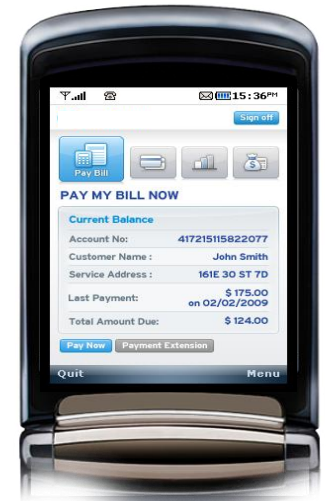 15:36PM
Sign off
Pay Bill
PAY MY BILL NOW
Current Balance
Account No: 417215115822077
Customer Name : John Smith
Service Address : 161E 30 ST 7D
Last Payment: $ 175.00
on 02/02/2009
Total Amount Due: $ 124.00
Pay Now Payment Extension
Quit Menu